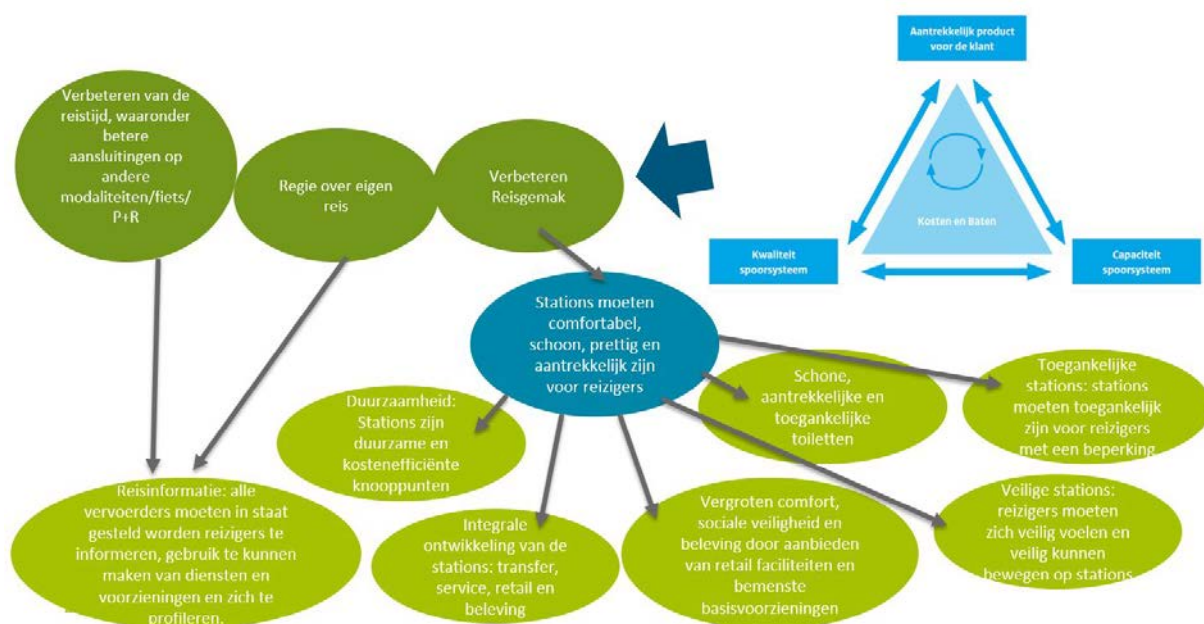 Aantrekkelijk product
voor de klant
Kosten en Baten
Kwaliteit
spoorsysteem
Capaciteit
spoorsysteem
Verbeteren van de
reistijd, waaronder
betere
aansluitingen op
andere
modaliteiten/fiets/
P+R
Regie over eigen
reis
Verbeteren
Reisgemak
Stations moeten
comfortabel,
schoon, prettig en
aantrekkelijk zijn
voor reizigers
Duurzaamheid:
Stations zijn
duurzame en
kostenefficiënte
knooppunten
Schone,
aantrekkelijke en
toegankelijke
toiletten
Toegankelijke
stations: stations
moeten toegankelijk
zijn voor reizigers
met een beperking
Reisinformatie: alle
vervoerders moeten in staat
gesteld worden reizigers te
informeren, gebruik te kunnen
maken van diensten en
voorzieningen en zich te
profileren.
Integrale
ontwikkeling van de
stations: transfer,
service, retail en
beleving
Vergroten comfort,
sociale veiligheid en
beleving door aanbieden
van retail faciliteiten en
bemenste
basisvoorzieningen
Veilige stations:
reizigers moeten
zich veilig voelen en
veilig kunnen
bewegen op stations